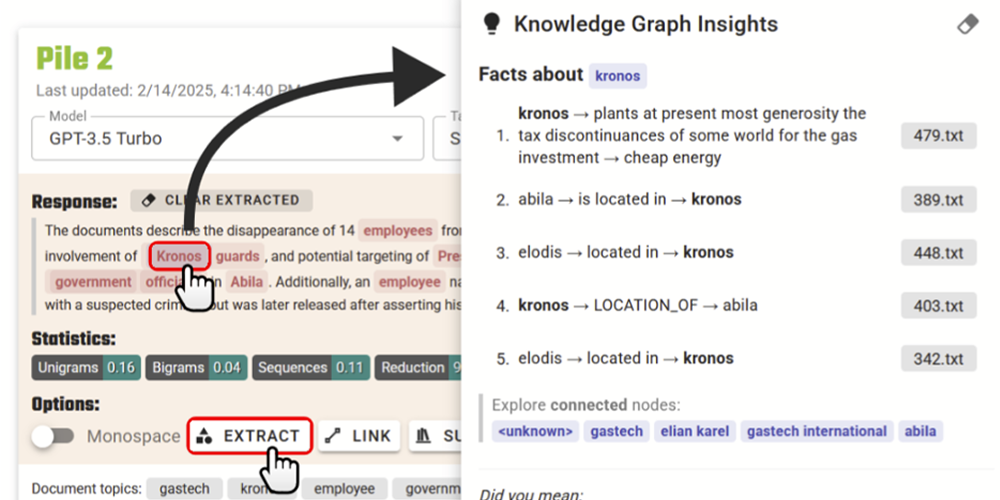 Pile 2
Last updated: 2/14/2025, 4:14:40 PM
Model
GPT-3.5 Turbo
Response:
CLEAR EXTRACTED
The documents describe the disappearance of 14 employees
involvement of Kronos guards , and potential targeting of
government in Abila . Additionally, an employee
with a suspected but was later released after asserting his
Statistics:
Unigrams 0.16 Bigrams 0.04 Sequences 0.11 Reduction
Options:
Monospace EXTRACT LINK
Document topics: gastech employee
Knowledge Graph Insights
Facts about kronos
kronos → plants at present most generosity the
1. tax discontinuances of some world for the gas 479.txt
investment → cheap energy
2. abila → is located in → kronos 389.txt
3. elodis → located in → kronos 448.txt
4. kronos → LOCATION_OF → abila 403.txt
5. elodis → located in → kronos 342.txt
Explore connected nodes:
<unknown> gastech elian karel gastech international abila
Did you mean: